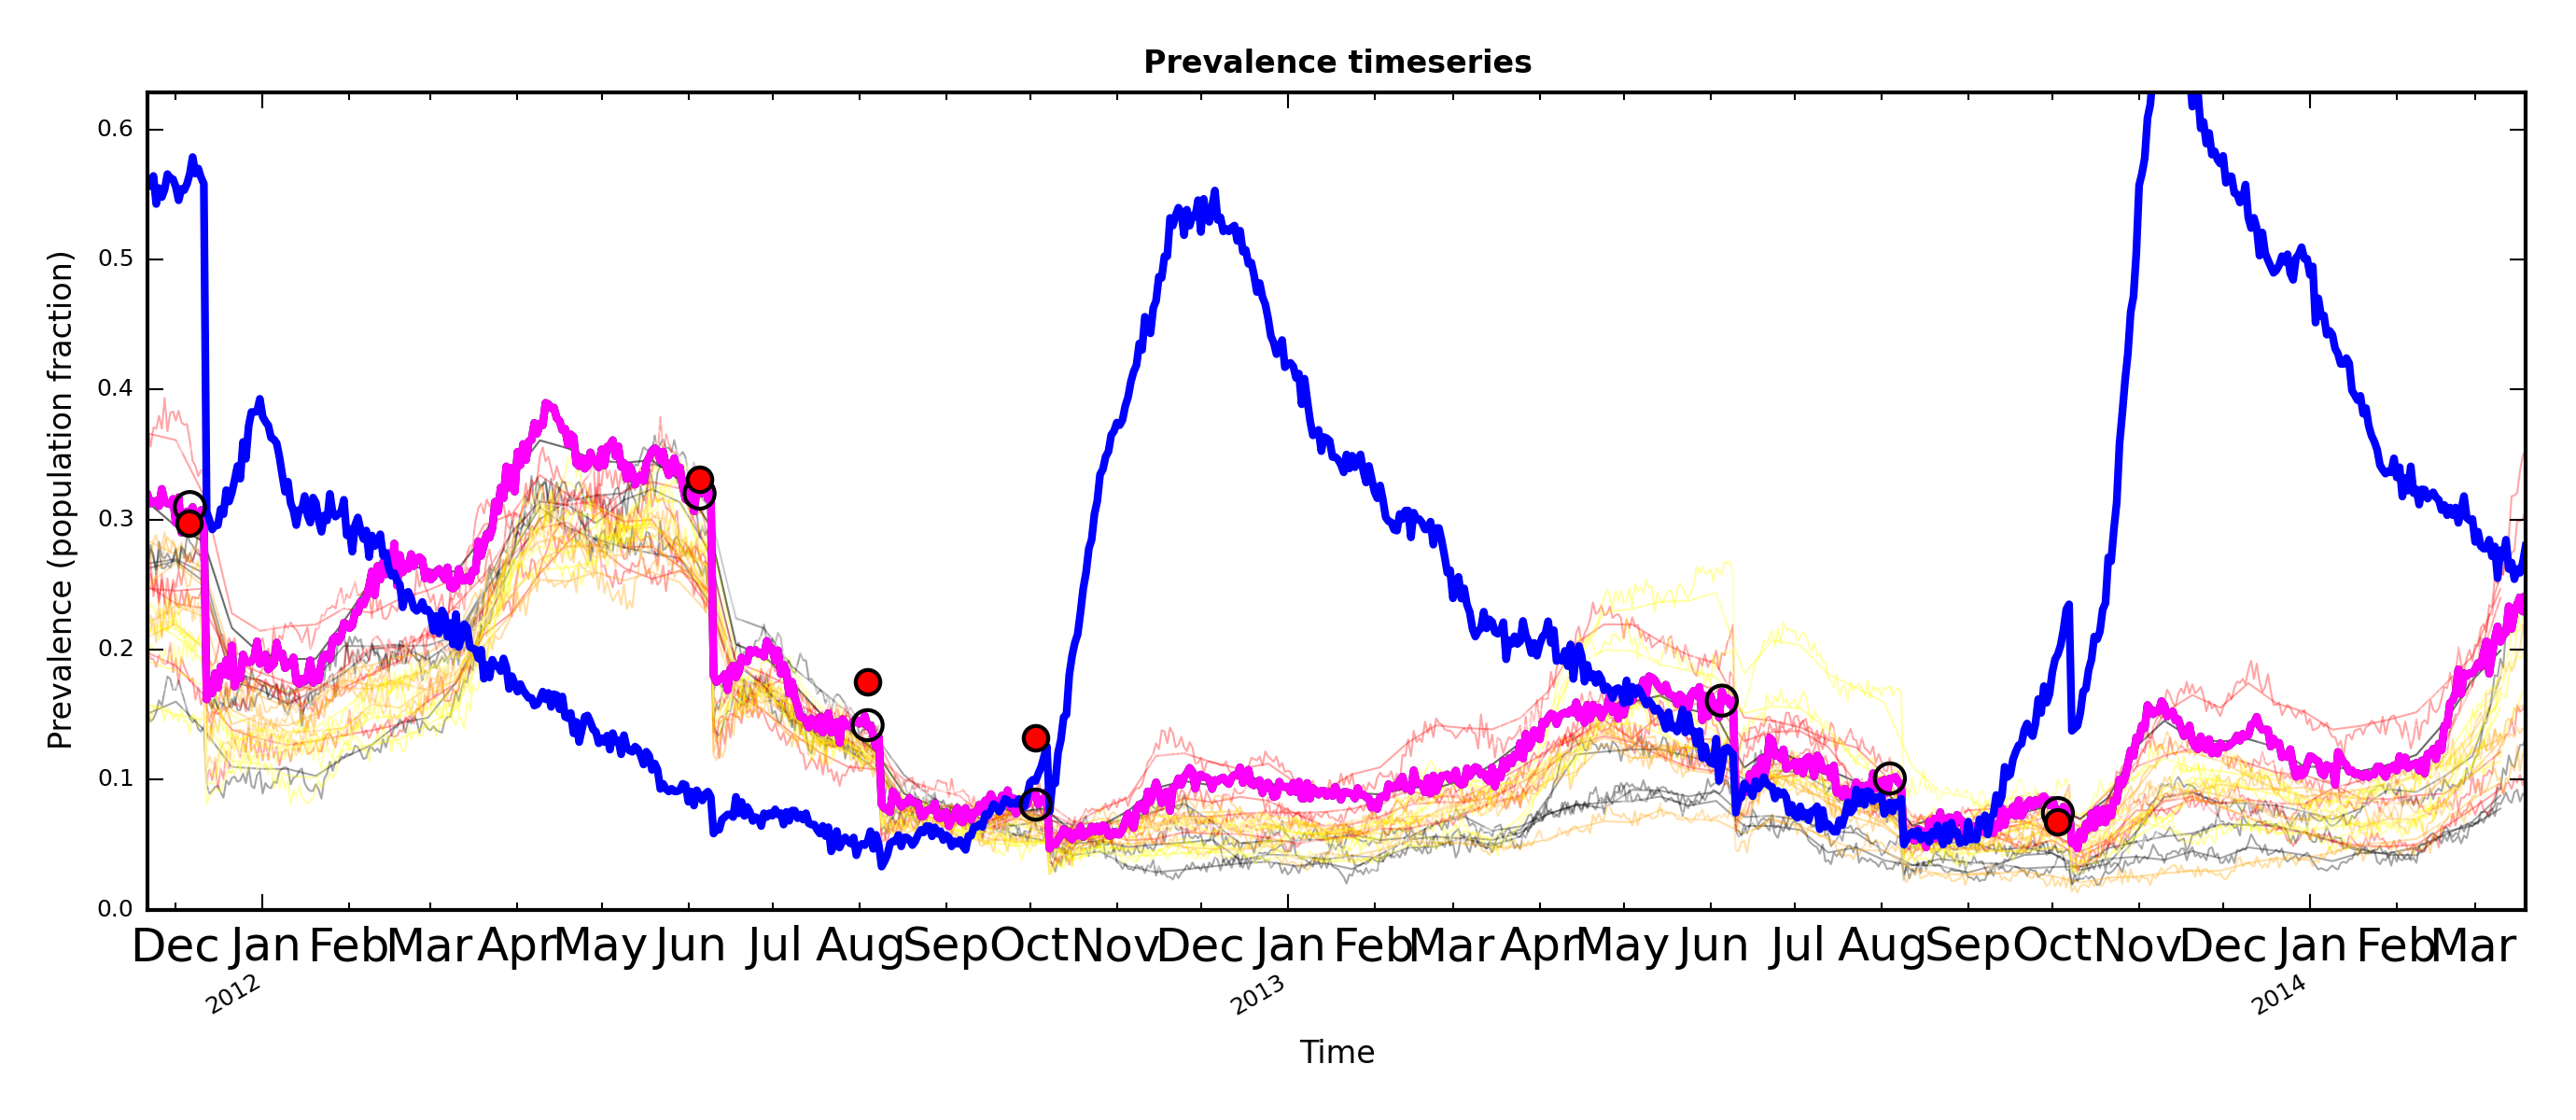 Prevalence timeseries
Prevalence (population fraction)
0.6
0.5
0.4
0.3
0.2
0.1
0.0
Dec Jan Feb Mar Apr May Jun Jul Aug Sep Oct Nov Dec Jan Feb Mar Apr May Jun Jul Aug Sep Oct Nov Dec Jan Feb Mar
2012 2013 2014
Time